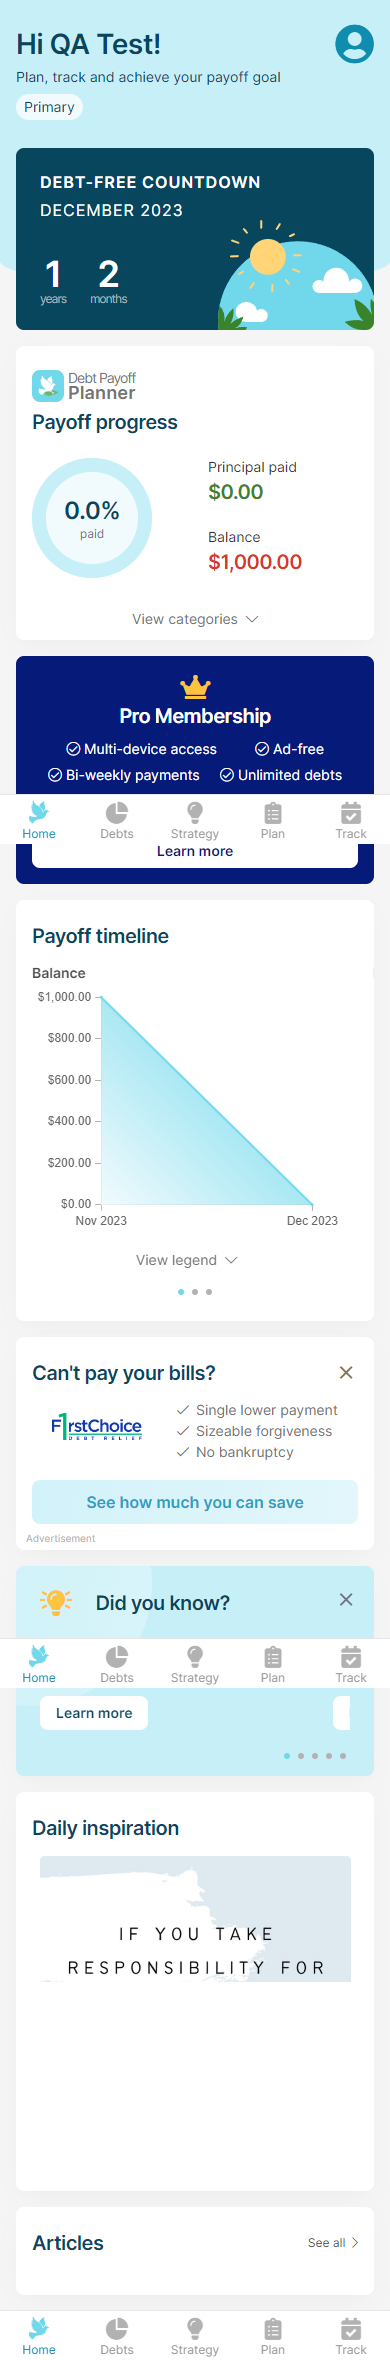 Hi QA Test!
Plan, track and achieve your payoff goal
Primary
DEBT-FREE COUNTDOWN
DECEMBER 2023
1 2
years months
Debt Payoff
Planner
Payoff progress
0.0%
paid
Principal paid
$0.00
Balance
$1,000.00
View categories
Pro Membership
Multi-device access Ad-free
Bi-weekly payments Unlimited debts
Home Debts Strategy Plan Track
Learn more
Payoff timeline
Balance
$1,000.00
$800.00
$600.00
$400.00
$200.00
$0.00
Nov 2023 Dec 2023
View legend
Can't pay your bills?
F1rstChoice
DEBT RELIEF
Single lower payment
Sizeable forgiveness
No bankruptcy
See how much you can save
Advertisement
Did you know?
Home Debts Strategy Plan Track
Learn more
Daily inspiration
IF YOU TAKE
RESPONSIBILITY FOR
Articles See all
Home Debts Strategy Plan Track